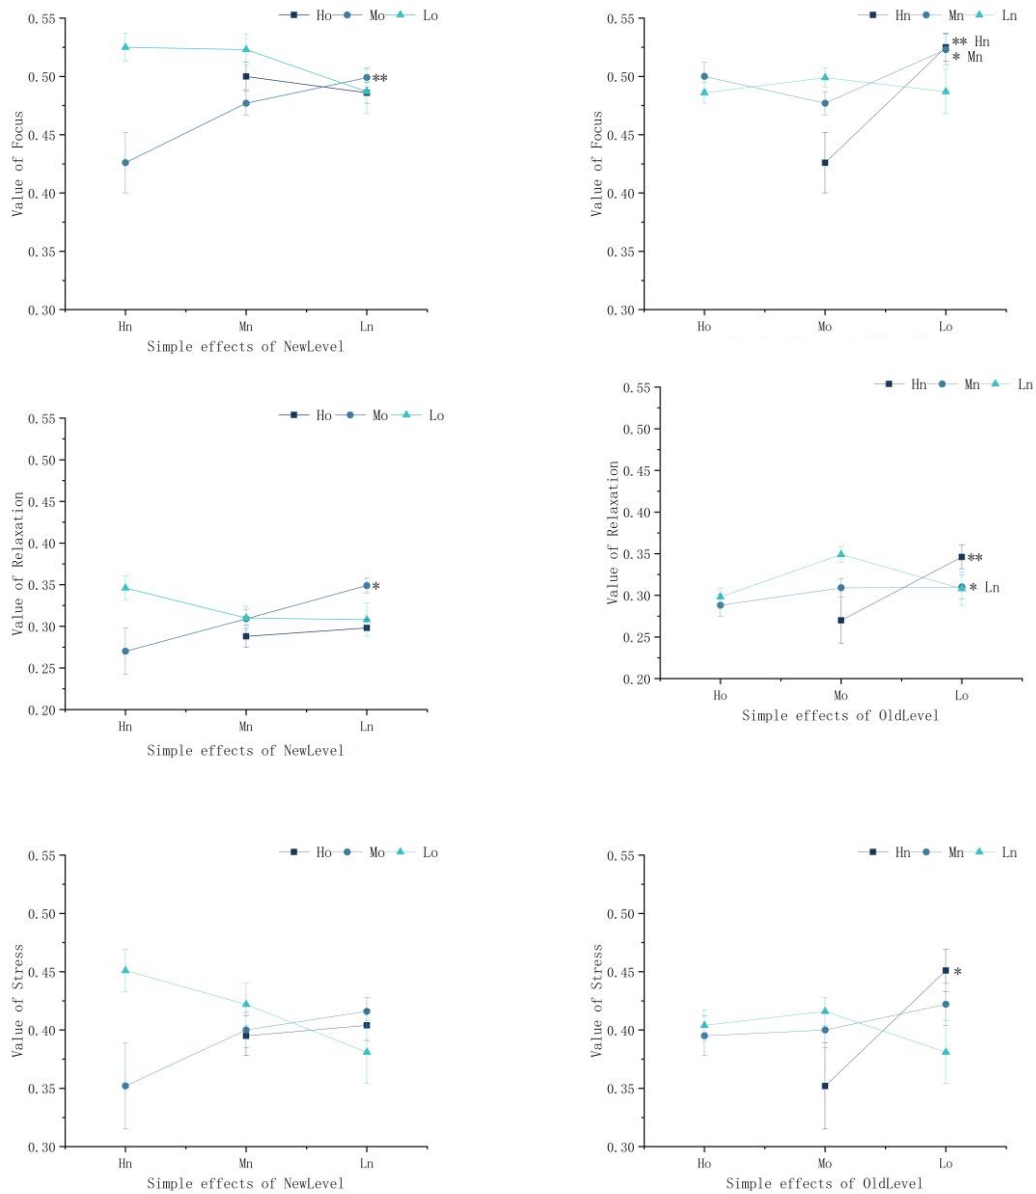 Ho Mo Lo
0.55
0.50
0.45
0.40
0.35
0.30
Value of Focus
**
Hn Mn Ln
Simple effects of NewLevel
Hn Mn Ln
0.55
0.50
0.45
0.40
0.35
0.30
Value of Focus
** Hn
* Mn
Ho Mo Lo
Ho Mo Lo
0.55
0.50
0.45
0.40
0.35
0.30
0.25
0.20
Value of Relaxation
*
Hn Mn Ln
Simple effects of NewLevel
Hn Mn Ln
0.55
0.50
0.45
0.40
0.35
0.30
0.25
0.20
Value of Relaxation
**
* Ln
Ho Mo Lo
Simple effects of OldLevel
Ho Mo Lo
0.55
0.50
0.45
0.40
0.35
0.30
Value of Stress
Hn Mn Ln
Simple effects of NewLevel
Hn Mn Ln
0.55
0.50
0.45
0.40
0.35
0.30
Value of Stress
*
Ho Mo Lo
Simple effects of OldLevel